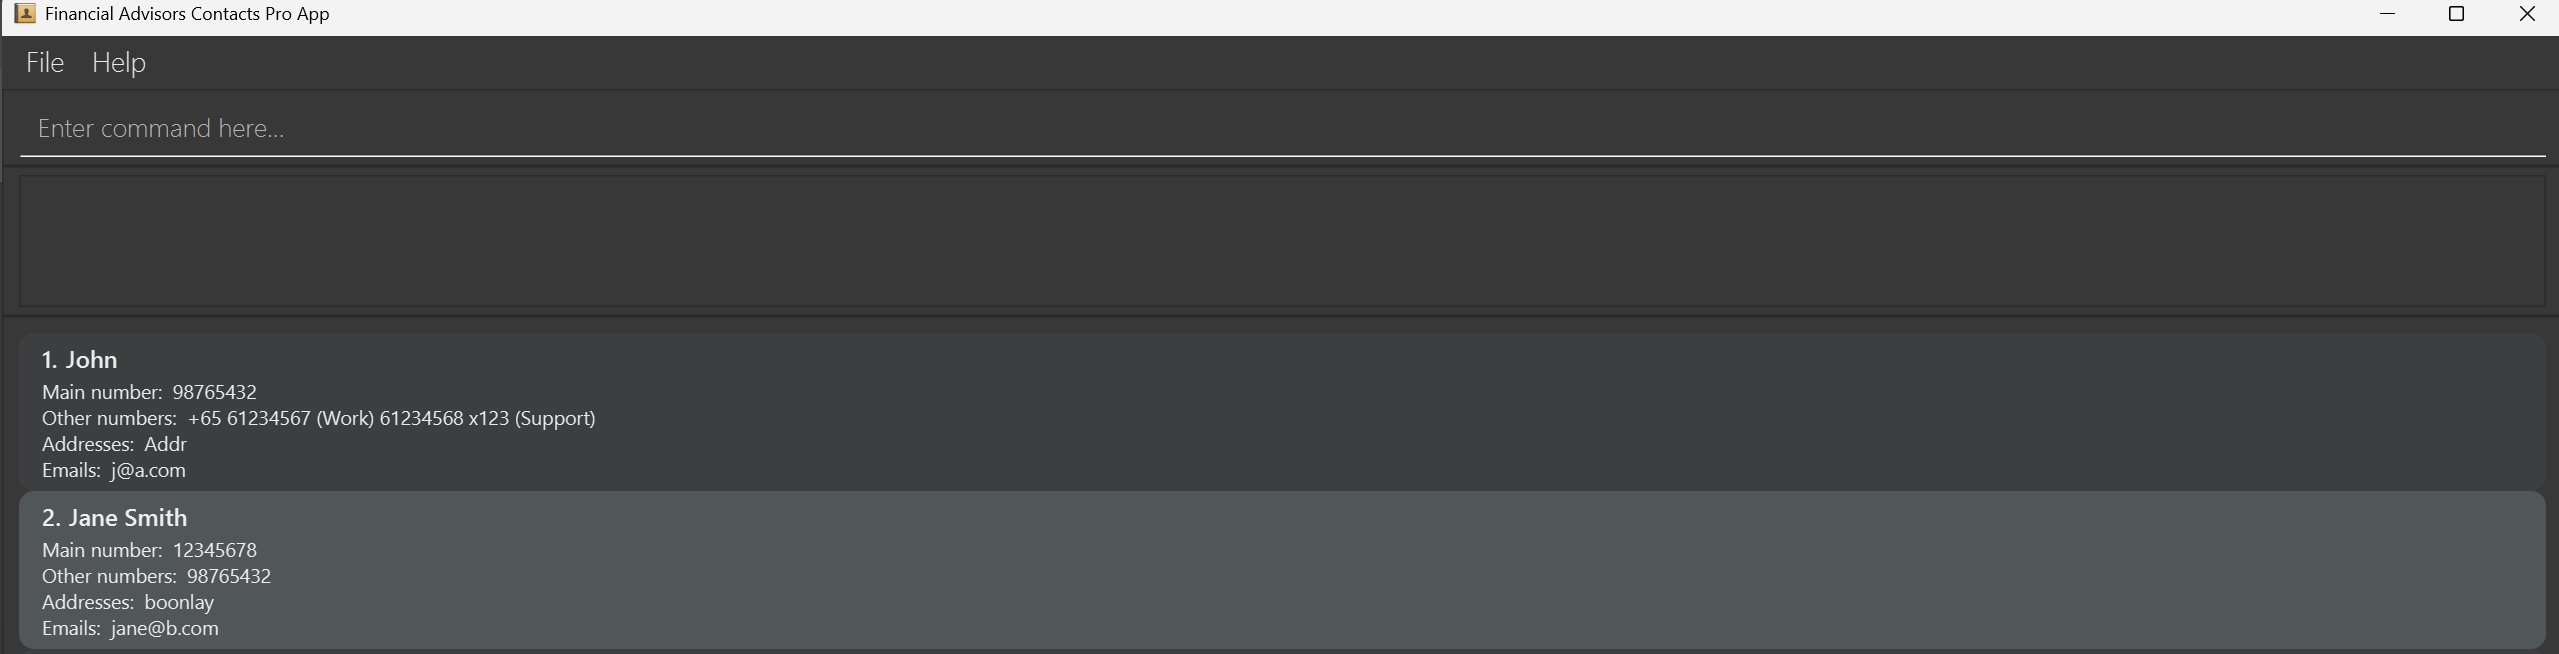 Financial Advisors Contacts Pro App
File Help
Enter command here...
1. John
Main number: 98765432
Other numbers: +65 61234567 (Work) 61234568 x123 (Support)
Addresses: Addr
Emails: j@a.com
2. Jane Smith
Main number: 12345678
Other numbers: 98765432
Addresses: boonlay
Emails: jane@b.com